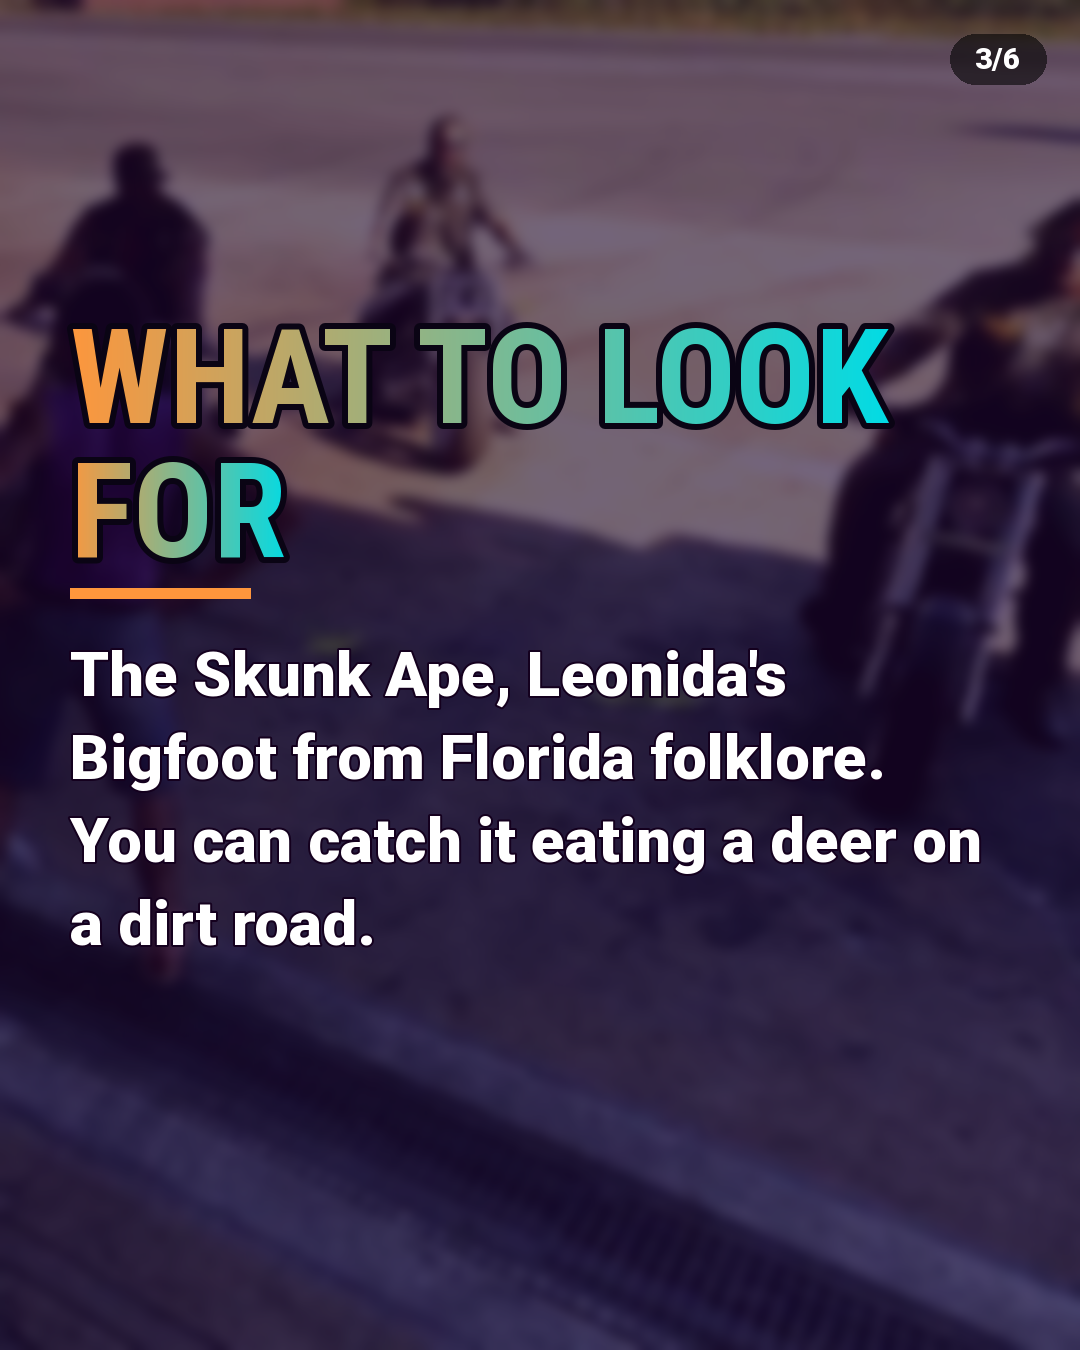 3/6
WHAT TO LOOK
FOR
The Skunk Ape, Leonida's
Bigfoot from Florida folklore.
You can catch it eating a deer on
a dirt road.